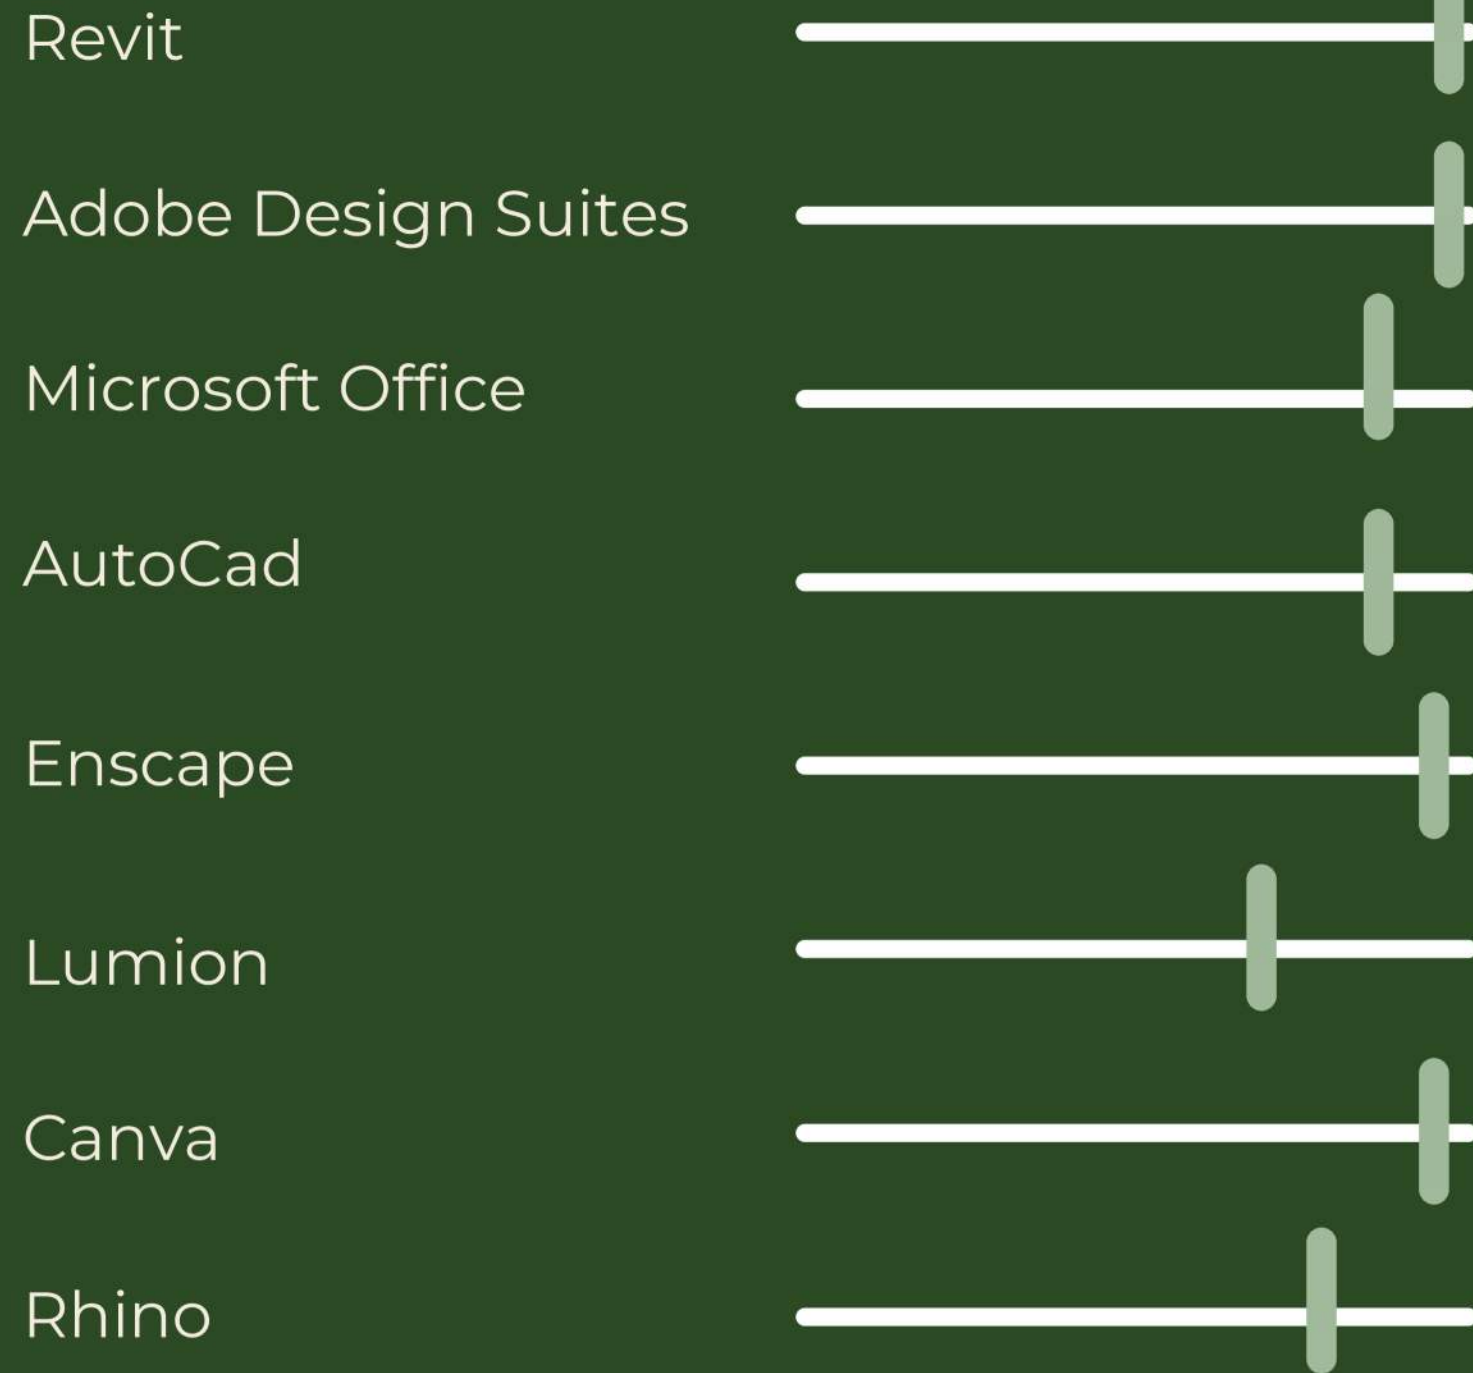 Revit
Adobe Design Suites
Microsoft Office
AutoCad
Enscape
Lumion
Canva
Rhino